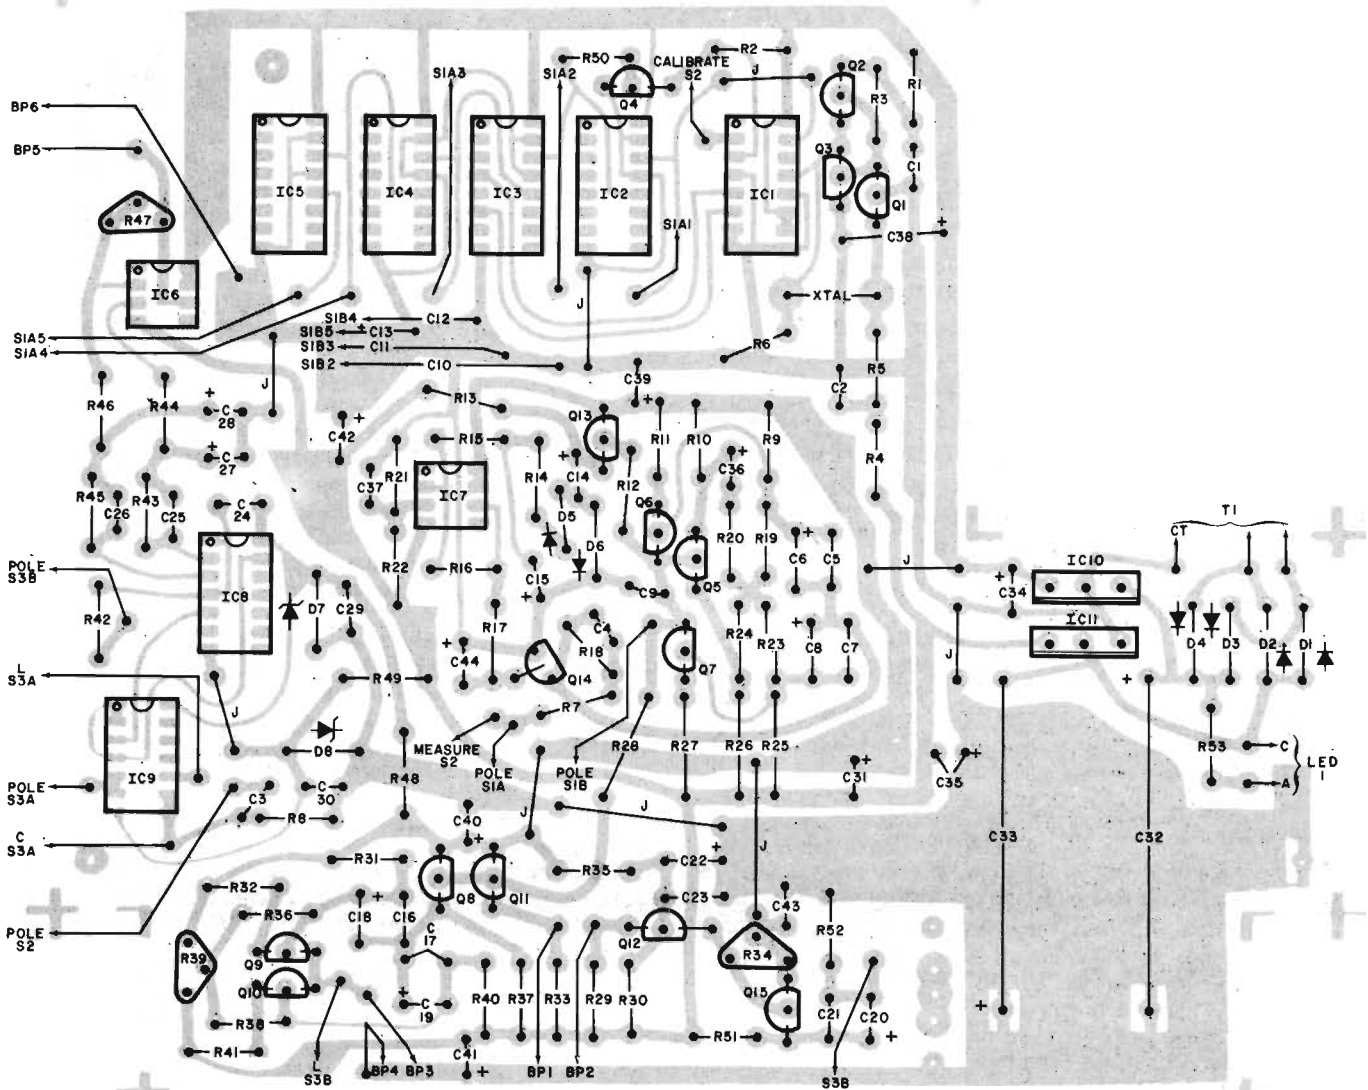 R2
R50
CALIBRATE
S2
J
Q2
S1A3
S1A2
Q4
R3
R1
BP6
BP5
Q3
C1
IC5
IC4
IC3
IC2
IC1
Q1
R47
S1A1
+
C38
IC6
J
XTAL
S1B4
C12
S1A5
S1B5
+
C13
R6
S1A4
S1B3
C11
S1B2
C10
R5
J
C39
C2
R46
R44
+
C
28
R13
Q13
+
R11
R10
R9
+
C42
R15
+
C
27
R4
R45
R43
C37
R21
IC7
R14
+
C14
R12
+
C36
C26
C25
C
24
D5
Q6
T1
CT
D6
R20
R19
+
C6
C5
POLE
S3B
R22
R16
C15
+
Q5
J
+
C34
IC10
IC8
D7
C29
C9
R42
R17
C4
R18
R24
R23
+
C8
C7
IC11
D4
D3
D2
D1
L
S3A
+
C44
Q14
Q7
J
R49
+
J
R7
D8
MEASURE
S2
R28
R27
R26
R25
R53
C
LED
1
A
IC9
R48
POLE
S1A
POLE
S1B
C31
+
C35
+
POLE
S3A
C3
C
30
J
R8
C40
J
J
C33
C32
C
S3A
+
R31
R35
C22
+
R32
Q8
Q11
C23
C43
R36
C18
+
C16
C
17
Q12
R52
POLE
S2
R39
Q9
R34
Q10
+
C
19
R40
R37
R33
R29
R30
Q15
C21
C20
+
+
R38
R41
L
S3B
BP4
BP3
C41
+
BP1
BP2
R51
S3B